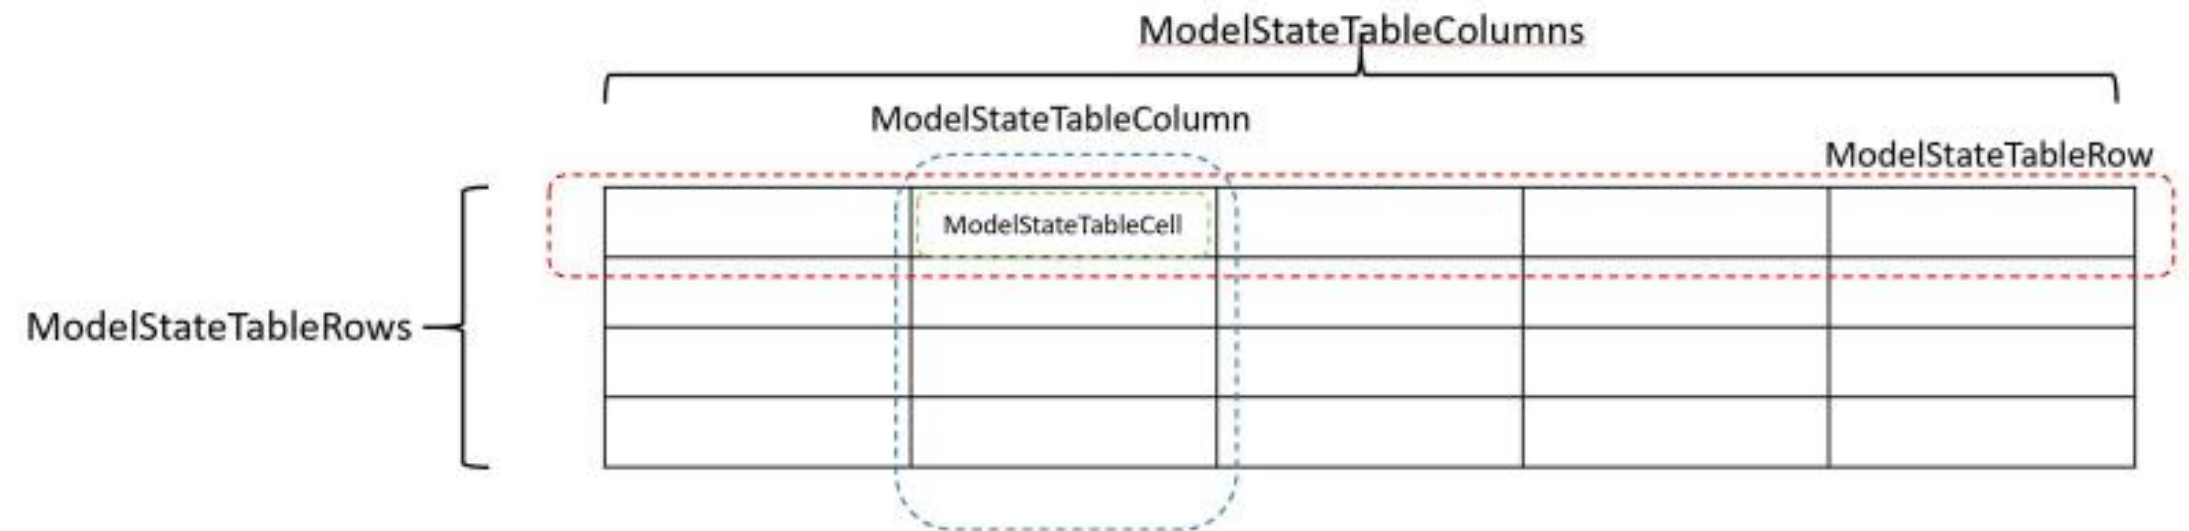 ModelStateTableColumns
ModelStateTableColumn
ModelStateTableRow
ModelStateTableCell
ModelStateTableRows